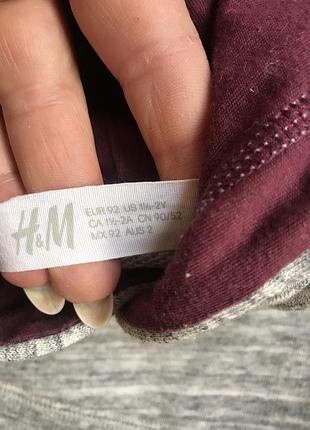 H&M
EUR 92 US 1½-2Y
CA 1½-2A CN 90/52
MX 92 AUS 2